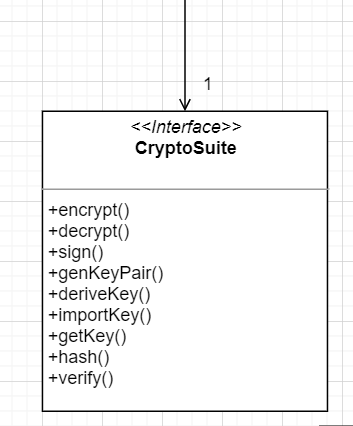 1
<<Interface>>
CryptoSuite
+encrypt()
+decrypt()
+sign()
+genKeyPair()
+deriveKey()
+importKey()
+getKey()
+hash()
+verify()